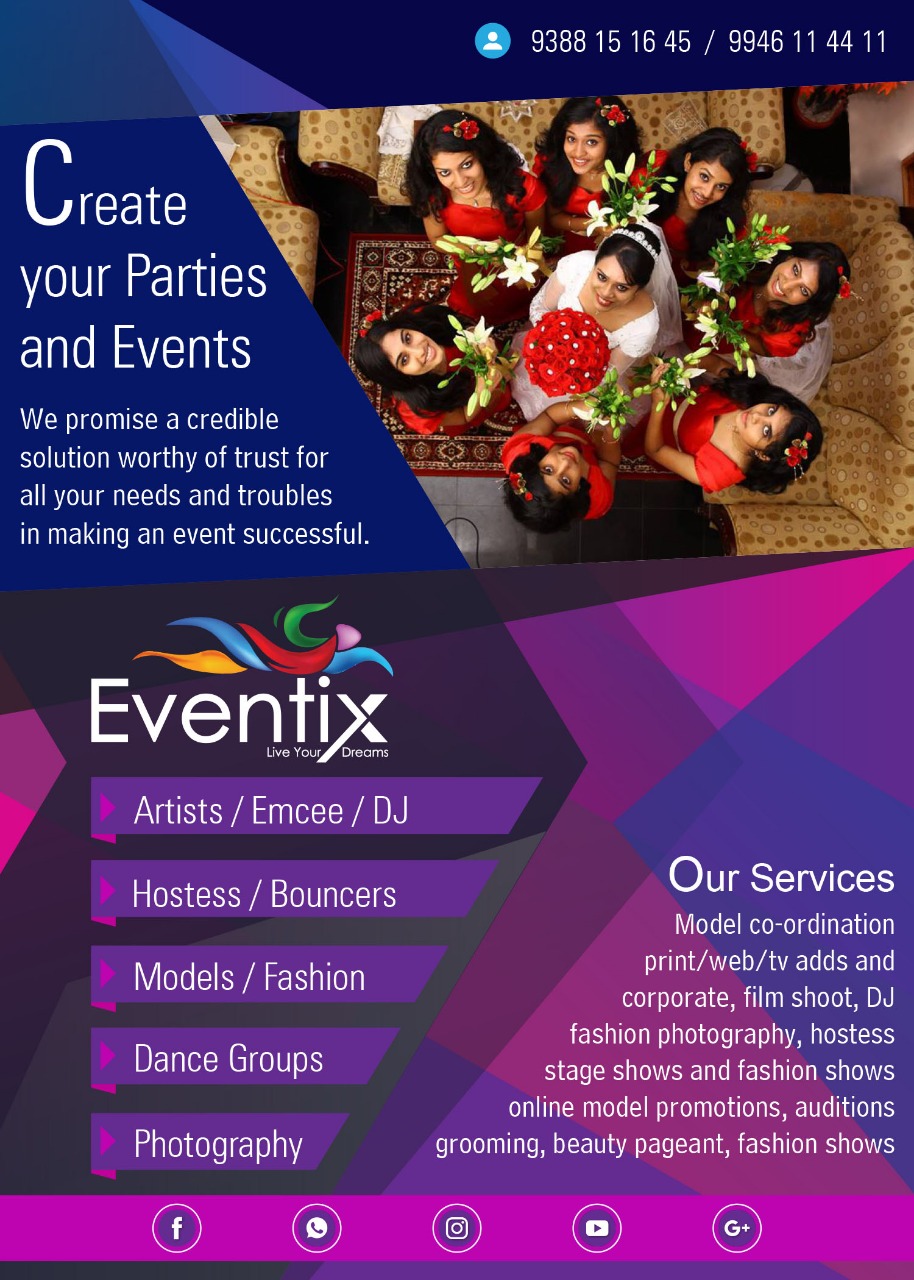 9388 15 16 45 / 9946 11 44 11
Create
your Parties
and Events
We promise a credible
solution worthy of trust for
all your needs and troubles
in making an event successful.
Eventix
Live Your Dreams
Artists / Emcee / DJ
Hostess / Bouncers
Models / Fashion
Dance Groups
Photography
Our Services
Model co-ordination
print/web/tv adds and
corporate, film shoot, DJ
fashion photography, hostess
stage shows and fashion shows
online model promotions, auditions
grooming, beauty pageant, fashion shows
f
G+